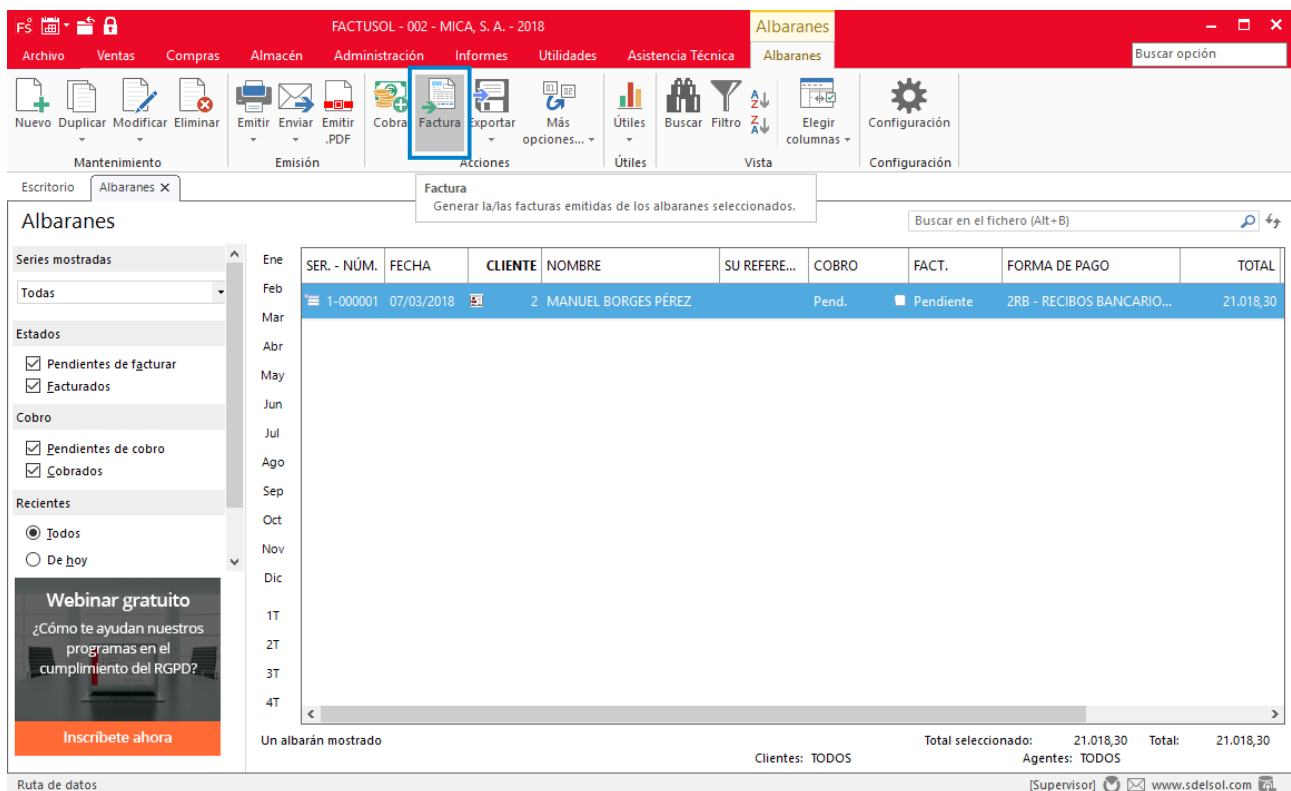 FS
FACTUSOL - 002 - MICA, S. A. - 2018
Albaranes
Archivo Ventas Compras Almacén Administración Informes Utilidades Asistencia Técnica Albaranes
Buscar opción
Nuevo Duplicar Modificar Eliminar Emitir Enviar Emitir .PDF Cobra Factura Exportar Más opciones... Útiles Buscar Filtro Elegir columnas Configuración
Mantenimiento Emisión Acciones Útiles Vista Configuración
Escritorio Albaranes
Factura
Generar la/las facturas emitidas de los albaranes seleccionados.
Albaranes
Buscar en el fichero (Alt+B)
Series mostradas
Todas
Estados
Pendientes de facturar
Facturados
Cobro
Pendientes de cobro
Cobrados
Recientes
Todos
De hoy
Webinar gratuito
¿Cómo te ayudan nuestros
programas en el
cumplimiento del RGPD?
Inscríbete ahora
Ene
Feb
Mar
Abr
May
Jun
Jul
Ago
Sep
Oct
Nov
Dic
1T
2T
3T
4T
SER. - NÚM. FECHA CLIENTE NOMBRE SU REFERE... COBRO FACT. FORMA DE PAGO TOTAL
1-000001 07/03/2018 2 MANUEL BORGES PÉREZ Pend. Pendiente 2RB - RECIBOS BANCARIO... 21.018,30
Un albarán mostrado Total seleccionado: 21.018,30 Total: 21.018,30
Clientes: TODOS Agentes: TODOS
Ruta de datos [Supervisor] www.sdelsol.com